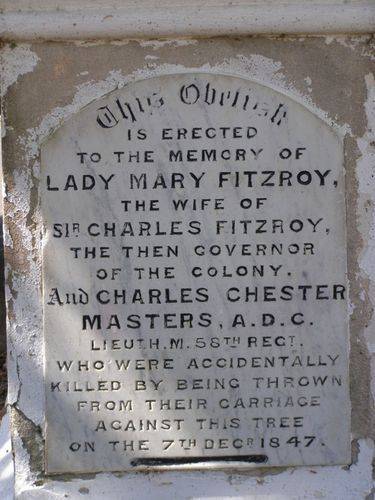 This Obelisk
IS ERECTED
TO THE MEMORY OF
LADY MARY FITZROY,
THE WIFE OF
SIR CHARLES FITZROY,
THE THEN GOVERNOR
OF THE COLONY.
And CHARLES CHESTER
MASTERS, A.D.C.
LIEUT H.M. 58TH REGT.
WHO WERE ACCIDENTALLY
KILLED BY BEING THROWN
FROM THEIR CARRIAGE
AGAINST THIS TREE
ON THE 7TH DECR 1847.